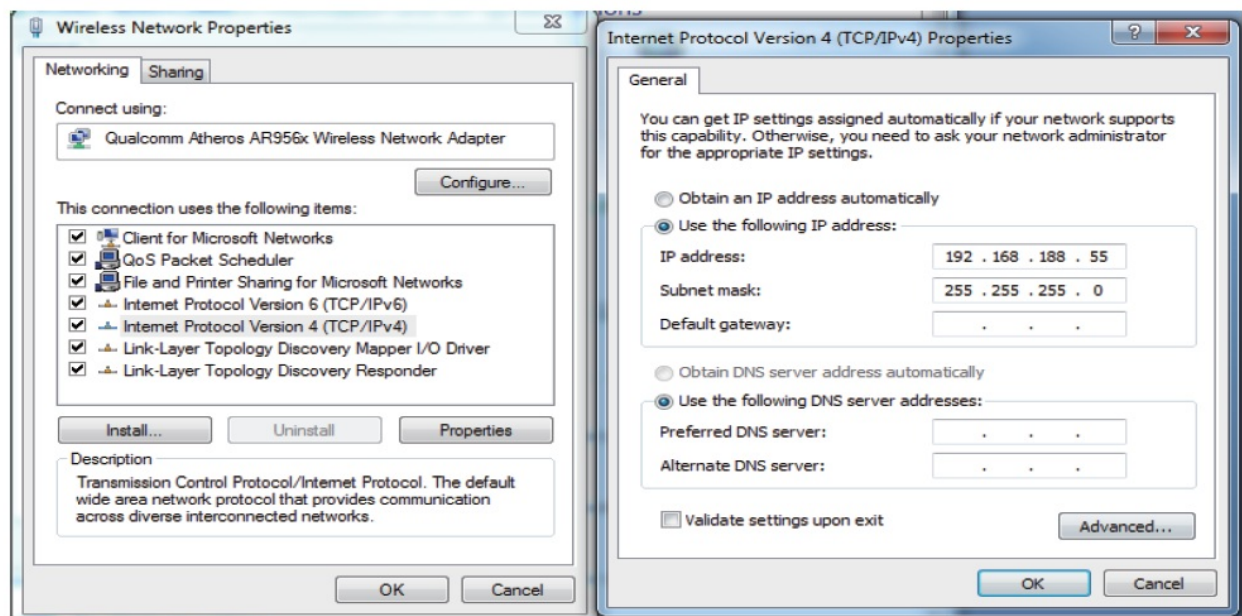 Wireless Network Properties
Networking
Sharing
Connect using:
Qualcomm Atheros AR956x Wireless Network Adapter
Configure...
This connection uses the following items:
Client for Microsoft Networks
QoS Packet Scheduler
File and Printer Sharing for Microsoft Networks
Internet Protocol Version 6 (TCP/IPv6)
Internet Protocol Version 4 (TCP/IPv4)
Link-Layer Topology Discovery Mapper I/O Driver
Link-Layer Topology Discovery Responder
Install...
Uninstall
Properties
Description
Transmission Control Protocol/Internet Protocol. The default
wide area network protocol that provides communication
across diverse interconnected networks.
OK
Cancel
Internet Protocol Version 4 (TCP/IPv4) Properties
?
General
You can get IP settings assigned automatically if your network supports
this capability. Otherwise, you need to ask your network administrator
for the appropriate IP settings.
Obtain an IP address automatically
Use the following IP address:
IP address:
192 . 168 . 188 . 55
Subnet mask:
255 . 255 . 255 . 0
Default gateway:
. . .
Obtain DNS server address automatically
Use the following DNS server addresses:
Preferred DNS server:
. . .
Alternate DNS server:
. . .
Validate settings upon exit
Advanced...
OK
Cancel